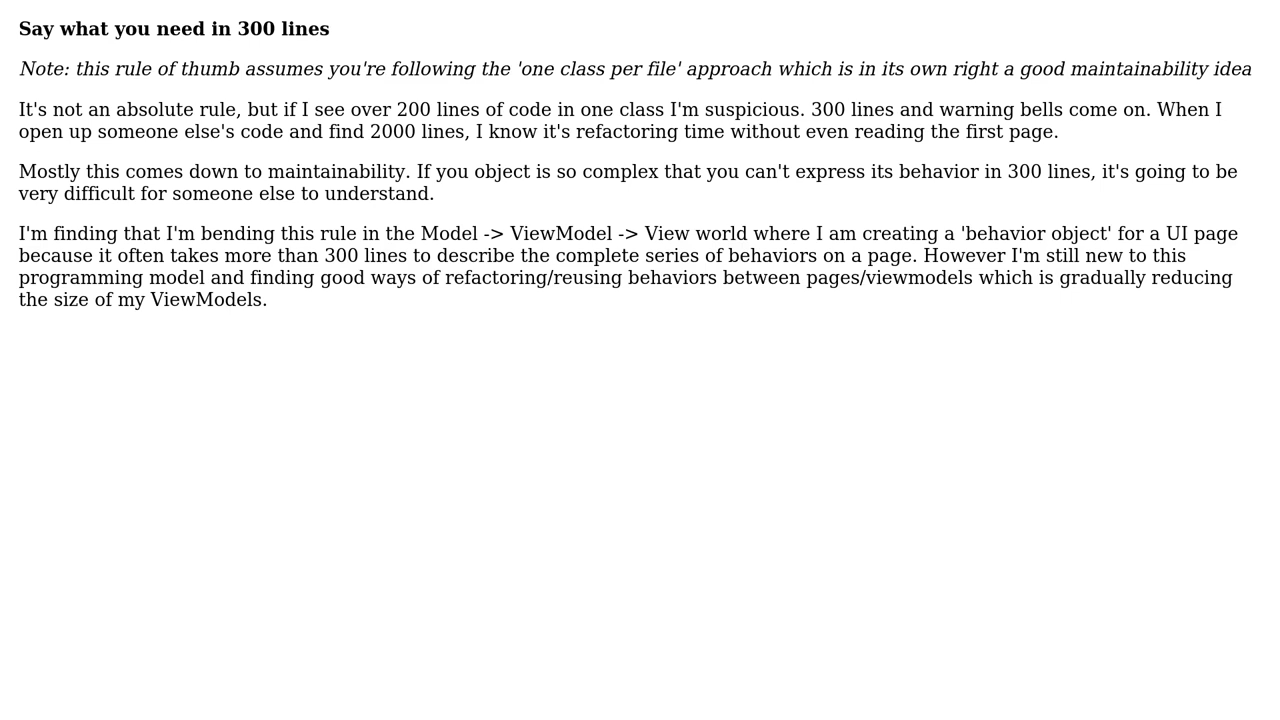 Say what you need in 300 lines
Note: this rule of thumb assumes you're following the 'one class per file' approach which is in its own right a good maintainability idea
It's not an absolute rule, but if I see over 200 lines of code in one class I'm suspicious. 300 lines and warning bells come on. When I
open up someone else's code and find 2000 lines, I know it's refactoring time without even reading the first page.
Mostly this comes down to maintainability. If you object is so complex that you can't express its behavior in 300 lines, it's going to be
very difficult for someone else to understand.
I'm finding that I'm bending this rule in the Model -> ViewModel -> View world where I am creating a 'behavior object' for a UI page
because it often takes more than 300 lines to describe the complete series of behaviors on a page. However I'm still new to this
programming model and finding good ways of refactoring/reusing behaviors between pages/viewmodels which is gradually reducing
the size of my ViewModels.